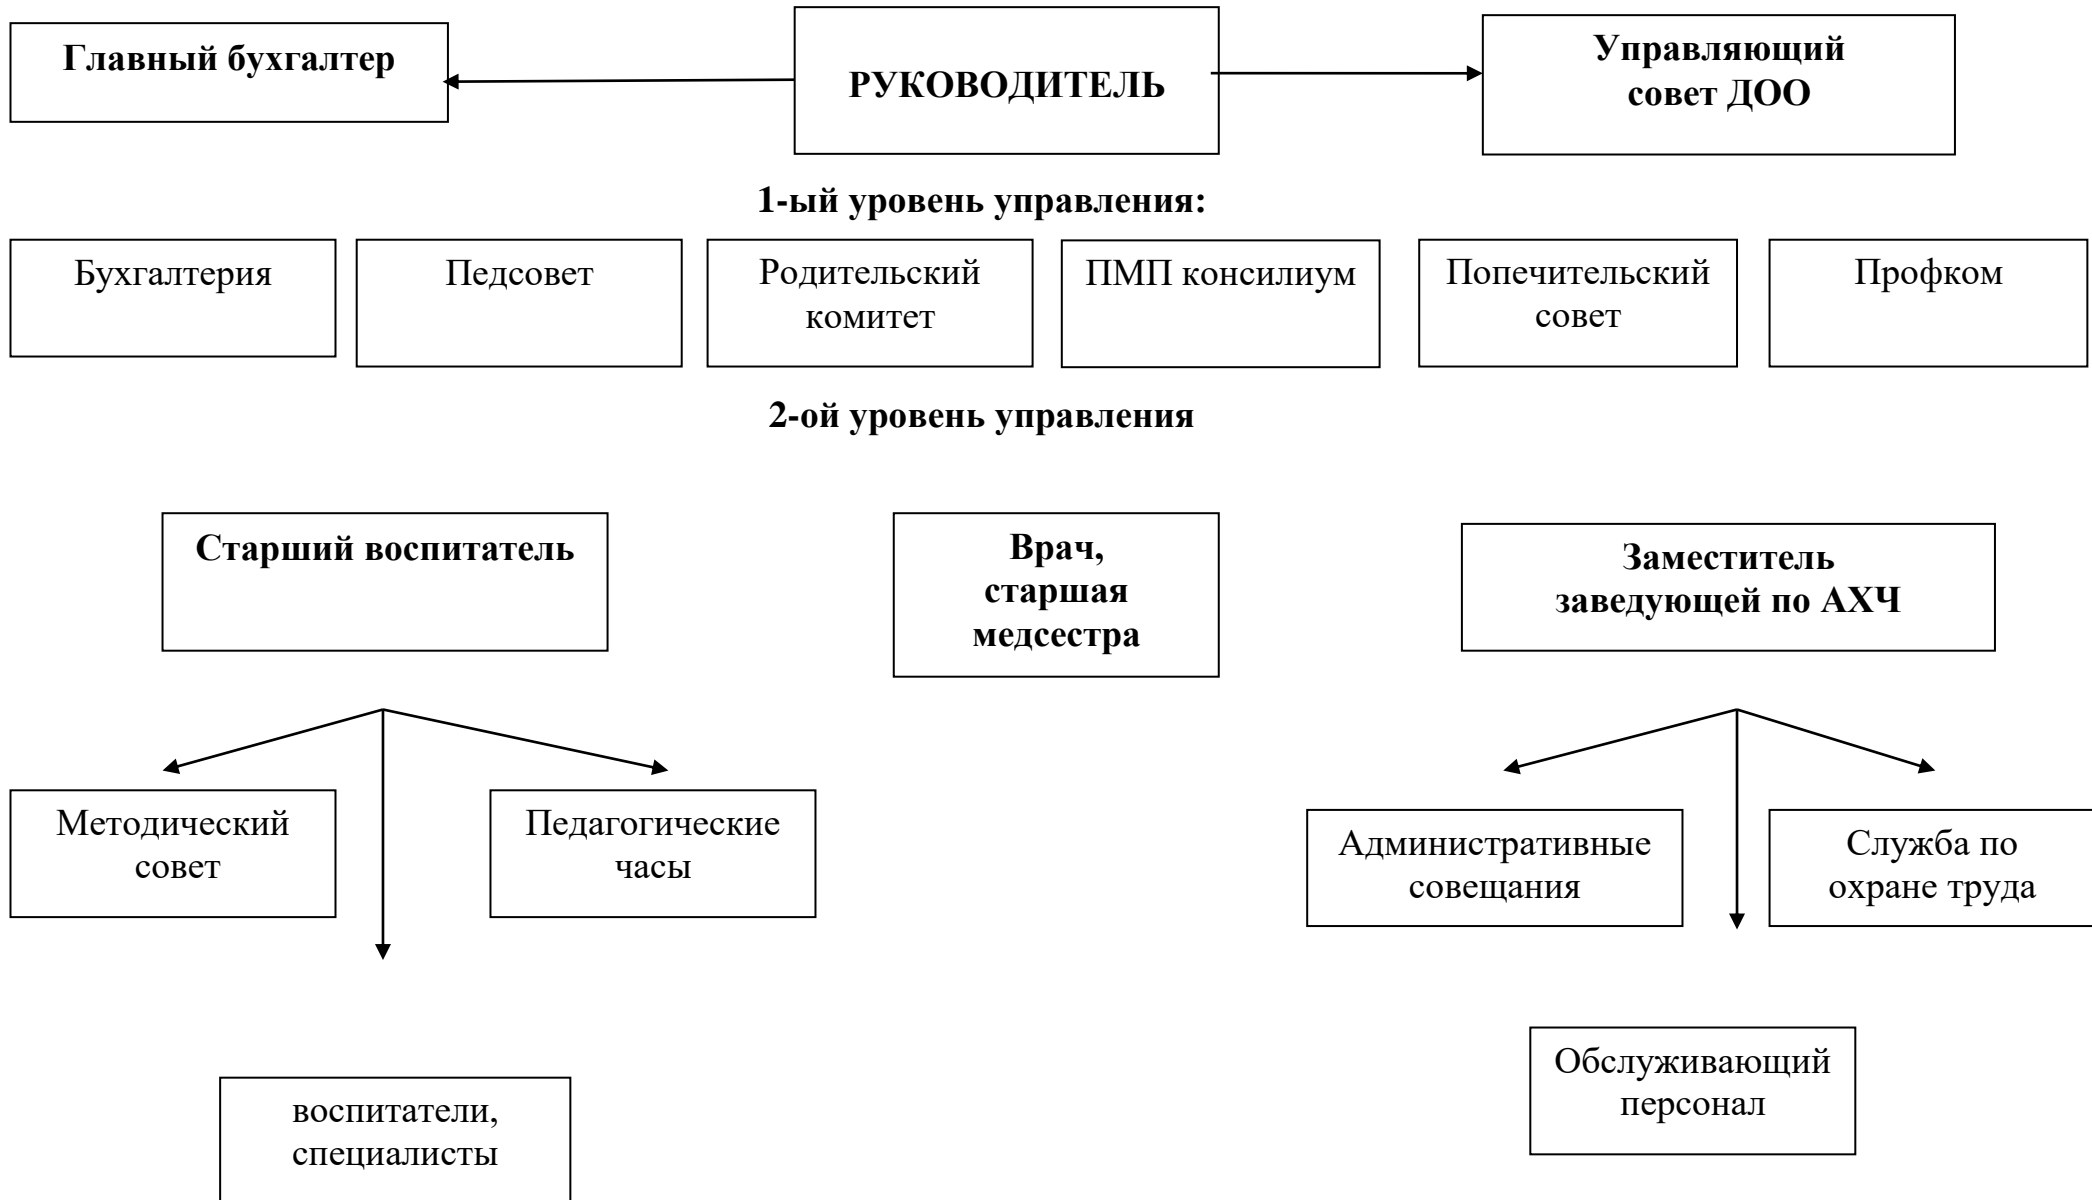 Главный бухгалтер
РУКОВОДИТЕЛЬ
Управляющий
совет ДОО
1-ый уровень управления:
Бухгалтерия
Педсовет
Родительский
комитет
ПМП консилиум
Попечительский
совет
Профком
2-ой уровень управления
Старший воспитатель
Врач,
старшая
медсестра
Заместитель
заведующей по АХЧ
Методический
совет
Педагогические
часы
Административные
совещания
Служба по
охране труда
воспитатели,
специалисты
Обслуживающий
персонал